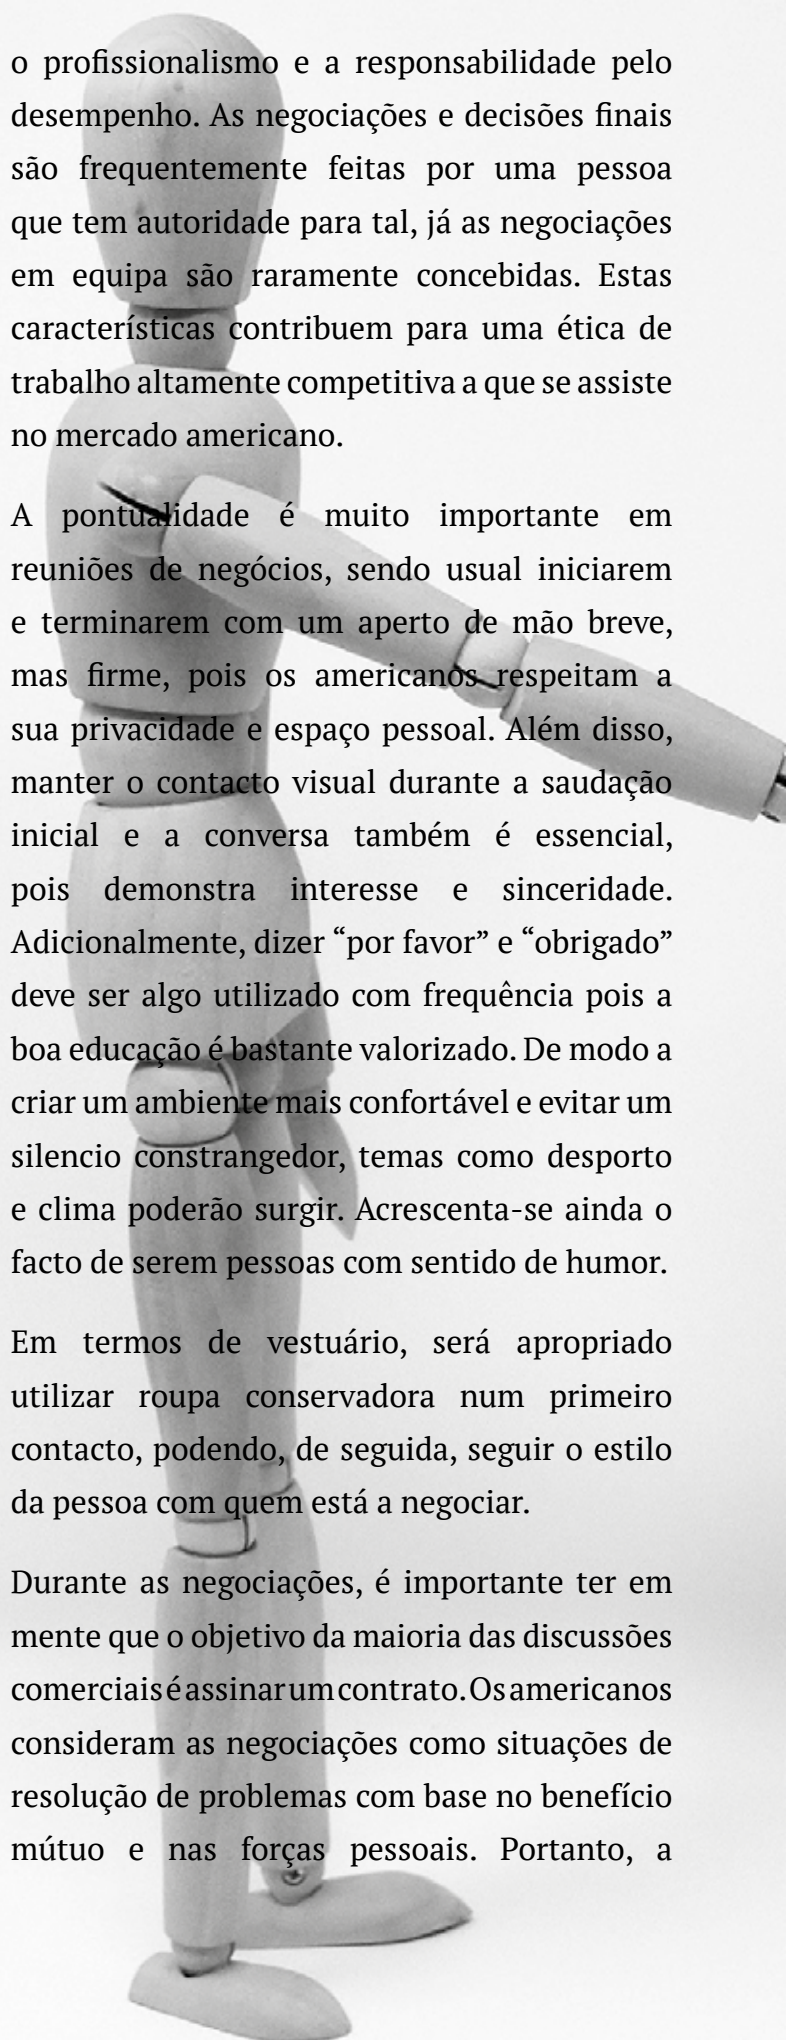 o profissionalismo e a responsabilidade pelo
desempenho. As negociações e decisões finais
são frequentemente feitas por uma pessoa
que tem autoridade para tal, já as negociações
em equipa são raramente concebidas. Estas
características contribuem para uma ética de
trabalho altamente competitiva a que se assiste
no mercado americano.
A pontualidade é muito importante em
reuniões de negócios, sendo usual iniciarem
e terminarem com um aperto de mão breve,
mas firme, pois os americanos respeitam a
sua privacidade e espaço pessoal. Além disso,
manter o contacto visual durante a saudação
inicial e a conversa também é essencial,
pois demonstra interesse e sinceridade.
Adicionalmente, dizer “por favor” e “obrigado”
deve ser algo utilizado com frequência pois a
boa educação é bastante valorizado. De modo a
criar um ambiente mais confortável e evitar um
silencio constrangedor, temas como desporto
e clima poderão surgir. Acrescenta-se ainda o
facto de serem pessoas com sentido de humor.
Em termos de vestuário, será apropriado
utilizar roupa conservadora num primeiro
contacto, podendo, de seguida, seguir o estilo
da pessoa com quem está a negociar.
Durante as negociações, é importante ter em
mente que o objetivo da maioria das discussões
comerciais é assinar um contrato. Os americanos
consideram as negociações como situações de
resolução de problemas com base no benefício
mútuo e nas forças pessoais. Portanto, a